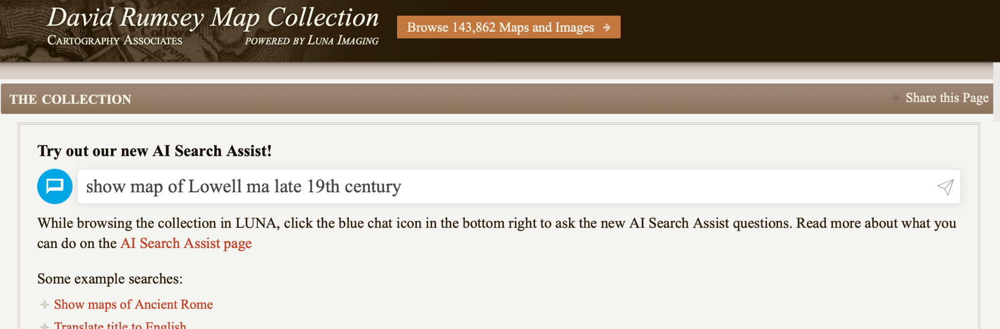 David Rumsey Map Collection
Cartography Associates powered by Luna Imaging
Browse 143,862 Maps and Images
THE COLLECTION
Share this Page
Try out our new AI Search Assist!
show map of Lowell ma late 19th century
While browsing the collection in LUNA, click the blue chat icon in the bottom right to ask the new AI Search Assist questions. Read more about what you
can do on the AI Search Assist page
Some example searches:
Show maps of Ancient Rome
Translate title to English